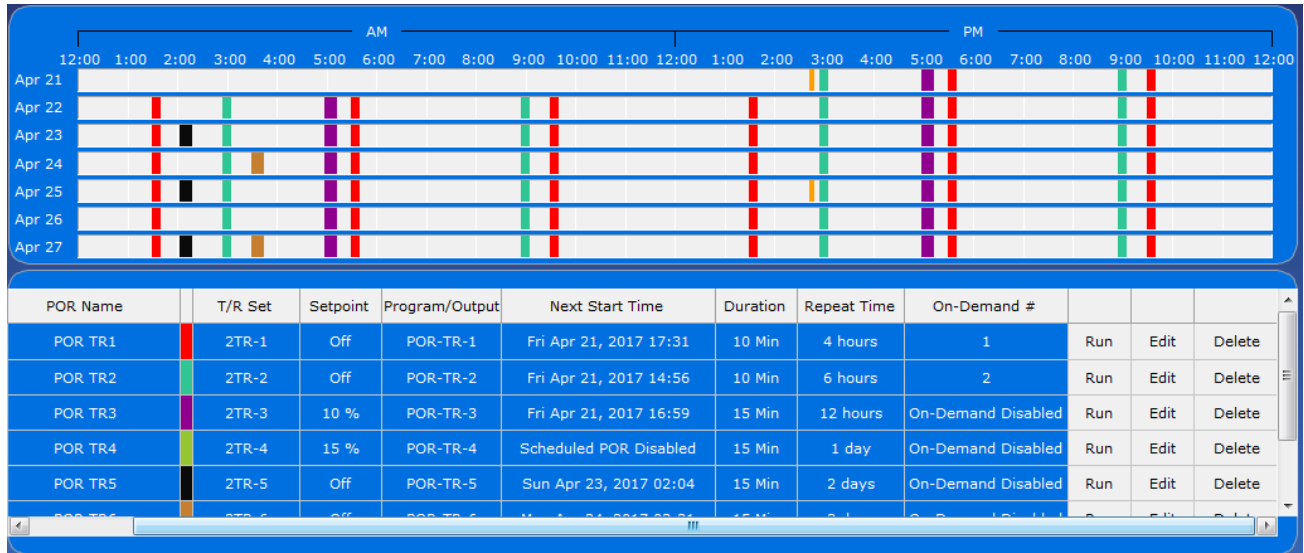 AM PM
12:00 1:00 2:00 3:00 4:00 5:00 6:00 7:00 8:00 9:00 10:00 11:00 12:00 1:00 2:00 3:00 4:00 5:00 6:00 7:00 8:00 9:00 10:00 11:00 12:00
Apr 21
Apr 22
Apr 23
Apr 24
Apr 25
Apr 26
Apr 27
POR Name T/R Set Setpoint Program/Output Next Start Time Duration Repeat Time On-Demand #
POR TR1 2TR-1 Off POR-TR-1 Fri Apr 21, 2017 17:31 10 Min 4 hours 1 Run Edit Delete
POR TR2 2TR-2 Off POR-TR-2 Fri Apr 21, 2017 14:56 10 Min 6 hours 2 Run Edit Delete
POR TR3 2TR-3 10 % POR-TR-3 Fri Apr 21, 2017 16:59 15 Min 12 hours On-Demand Disabled Run Edit Delete
POR TR4 2TR-4 15 % POR-TR-4 Scheduled POR Disabled 15 Min 1 day On-Demand Disabled Run Edit Delete
POR TR5 2TR-5 Off POR-TR-5 Sun Apr 23, 2017 02:04 15 Min 2 days On-Demand Disabled Run Edit Delete